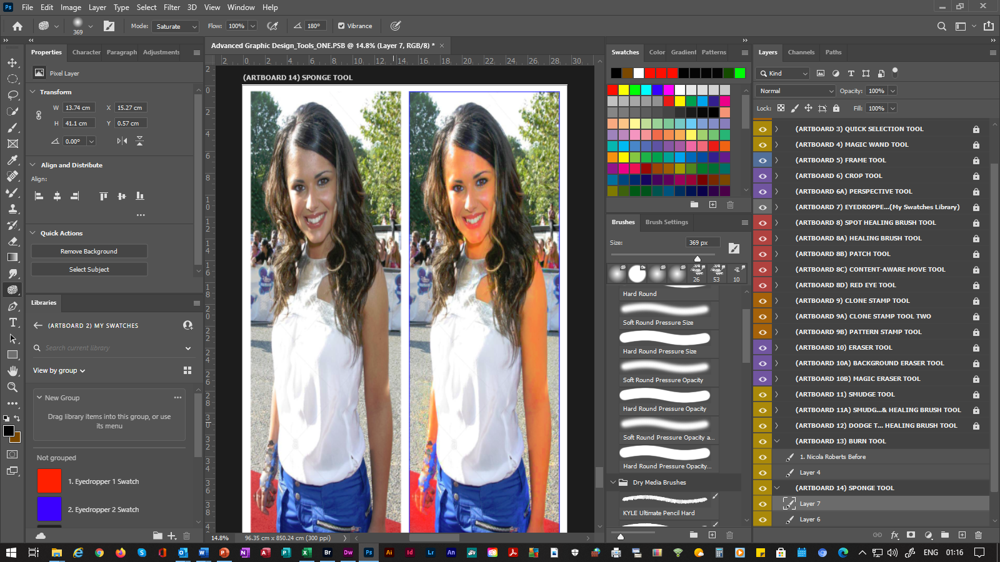 Ps File Edit Image Layer Type Select Filter 3D View Window Help
369 Mode: Saturate Flow: 100% 180° Vibrance
Properties Character Paragraph Adjustments
Pixel Layer
Transform
W 13.74 cm X 15.27 cm
H 41.1 cm Y 0.57 cm
0.00°
Align and Distribute
Align:
Quick Actions
Remove Background
Select Subject
Libraries
(ARTBOARD 2) MY SWATCHES
Search current library
View by group
New Group
Drag library items into this group, or use
its menu
Not grouped
1. Eyedropper 1 Swatch
2. Eyedropper 2 Swatch
Advanced Graphic Design_Tools_ONE.PSB @ 14.8% (Layer 7, RGB/8) *
2 0 2 4 6 8 10 12 14 16 18 20 22 24 26 28 30
(ARTBOARD 14) SPONGE TOOL
14.8% 96.35 cm x 850.24 cm (300 ppi)
Swatches Color Gradient Patterns
Brushes Brush Settings
Size: 369 px
26 53 10
Hard Round
Soft Round Pressure Size
Hard Round Pressure Size
Soft Round Pressure Opacity
Hard Round Pressure Opacity
Soft Round Pressure Opacity a...
Hard Round Pressure Opacity...
Dry Media Brushes
KYLE Ultimate Pencil Hard
Layers Channels Paths
Kind
Normal Opacity: 100%
Lock: Fill: 100%
(ARTBOARD 3) QUICK SELECTION TOOL
(ARTBOARD 4) MAGIC WAND TOOL
(ARTBOARD 5) FRAME TOOL
(ARTBOARD 6) CROP TOOL
(ARTBOARD 6A) PERSPECTIVE TOOL
(ARTBOARD 7) EYEDROPPE...(My Swatches Library)
(ARTBOARD 8) SPOT HEALING BRUSH TOOL
(ARTBOARD 8A) HEALING BRUSH TOOL
(ARTBOARD 8B) PATCH TOOL
(ARTBOARD 8C) CONTENT-AWARE MOVE TOOL
(ARTBOARD 8D) RED EYE TOOL
(ARTBOARD 9) CLONE STAMP TOOL
(ARTBOARD 9A) CLONE STAMP TOOL TWO
(ARTBOARD 9B) PATTERN STAMP TOOL
(ARTBOARD 10) ERASER TOOL
(ARTBOARD 10A) BACKGROUND ERASER TOOL
(ARTBOARD 10B) MAGIC ERASER TOOL
(ARTBOARD 11) SMUDGE TOOL
(ARTBOARD 11A) SMUDG...& HEALING BRUSH TOOL
(ARTBOARD 12) DODGE T... HEALING BRUSH TOOL
(ARTBOARD 13) BURN TOOL
1. Nicola Roberts Before
Layer 4
(ARTBOARD 14) SPONGE TOOL
Layer 7
Layer 6
fx
Br Dw Ps Ai Id Lr An ENG 01:16